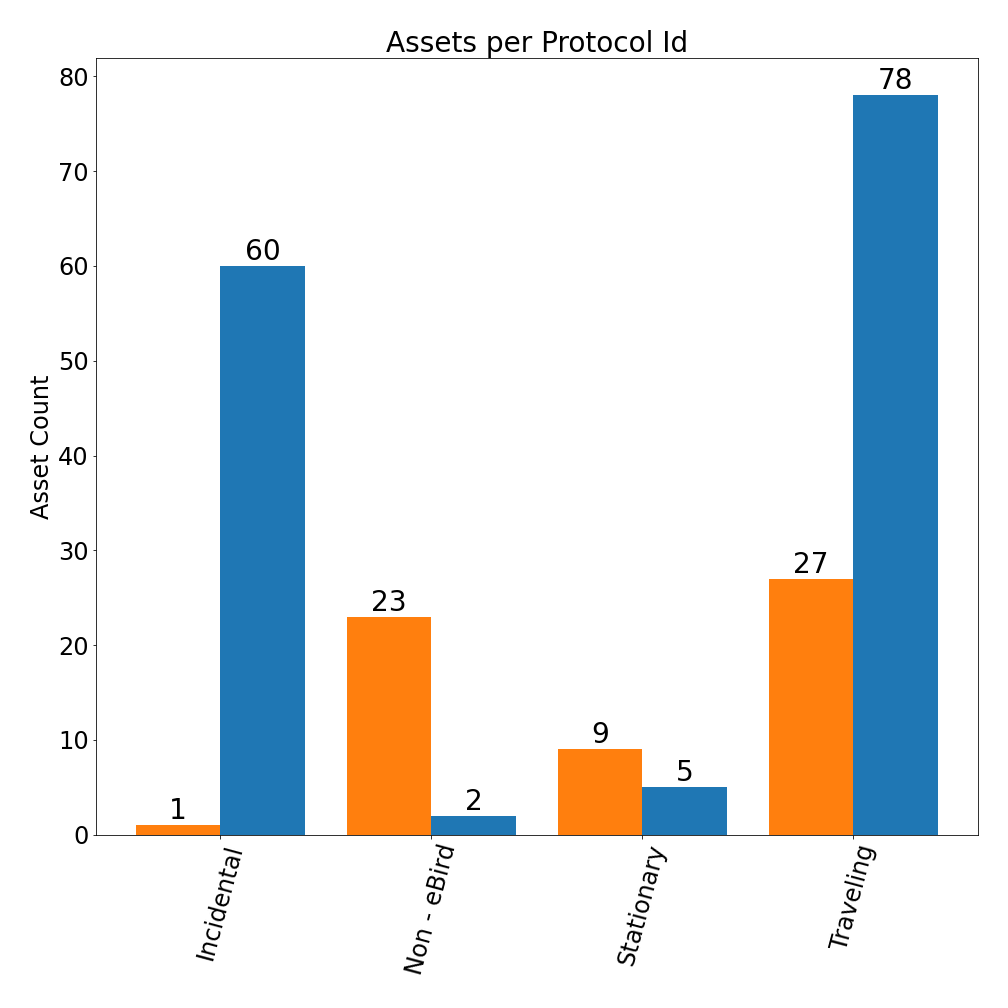 Assets per Protocol Id
80
70
60
50
40
30
20
10
0
Asset Count
1
60
23
2
9
5
27
78
Incidental
Non - eBird
Stationary
Traveling